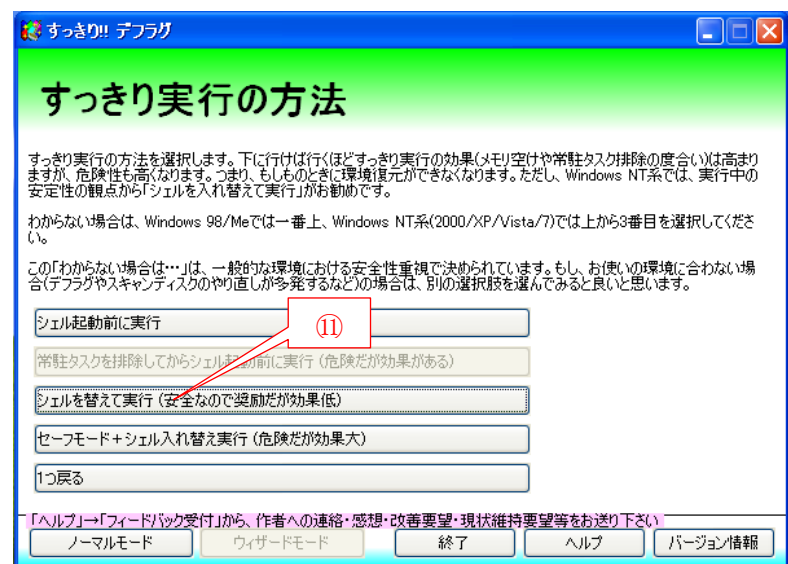 すっきり!! デフラグ
すっきり実行の方法
すっきり実行の方法を選択します。下に行けば行くほどすっきり実行の効果(メモリ空けや常駐タスク排除の度合い)は高まり
ますが、危険性も高くなります。つまり、もしものときに環境復元ができなくなります。ただし、Windows NT系では、実行中の
安定性の観点から「シェルを入れ替えて実行」がお勧めです。
わからない場合は、Windows 98/Meでは一番上、Windows NT系(2000/XP/Vista/7)では上から3番目を選択してくださ
い。
この「わからない場合は…」は、一般的な環境における安全性重視で決められています。もし、お使いの環境に合わない場
合(デフラグやスキャンディスクのやり直しが多発するなど)の場合は、別の選択肢を選んでみると良いと思います。
シェル起動前に実行
⑪
常駐タスクを排除してからシェル起動前に実行 (危険だが効果がある)
シェルを替えて実行 (安全なので奨励だが効果低)
セーフモード+シェル入れ替え実行 (危険だが効果大)
1つ戻る
「ヘルプ」→「フィードバック受付」から、作者への連絡・感想・改善要望・現状維持要望等をお送り下さい
ノーマルモード ウィザードモード 終了 ヘルプ バージョン情報